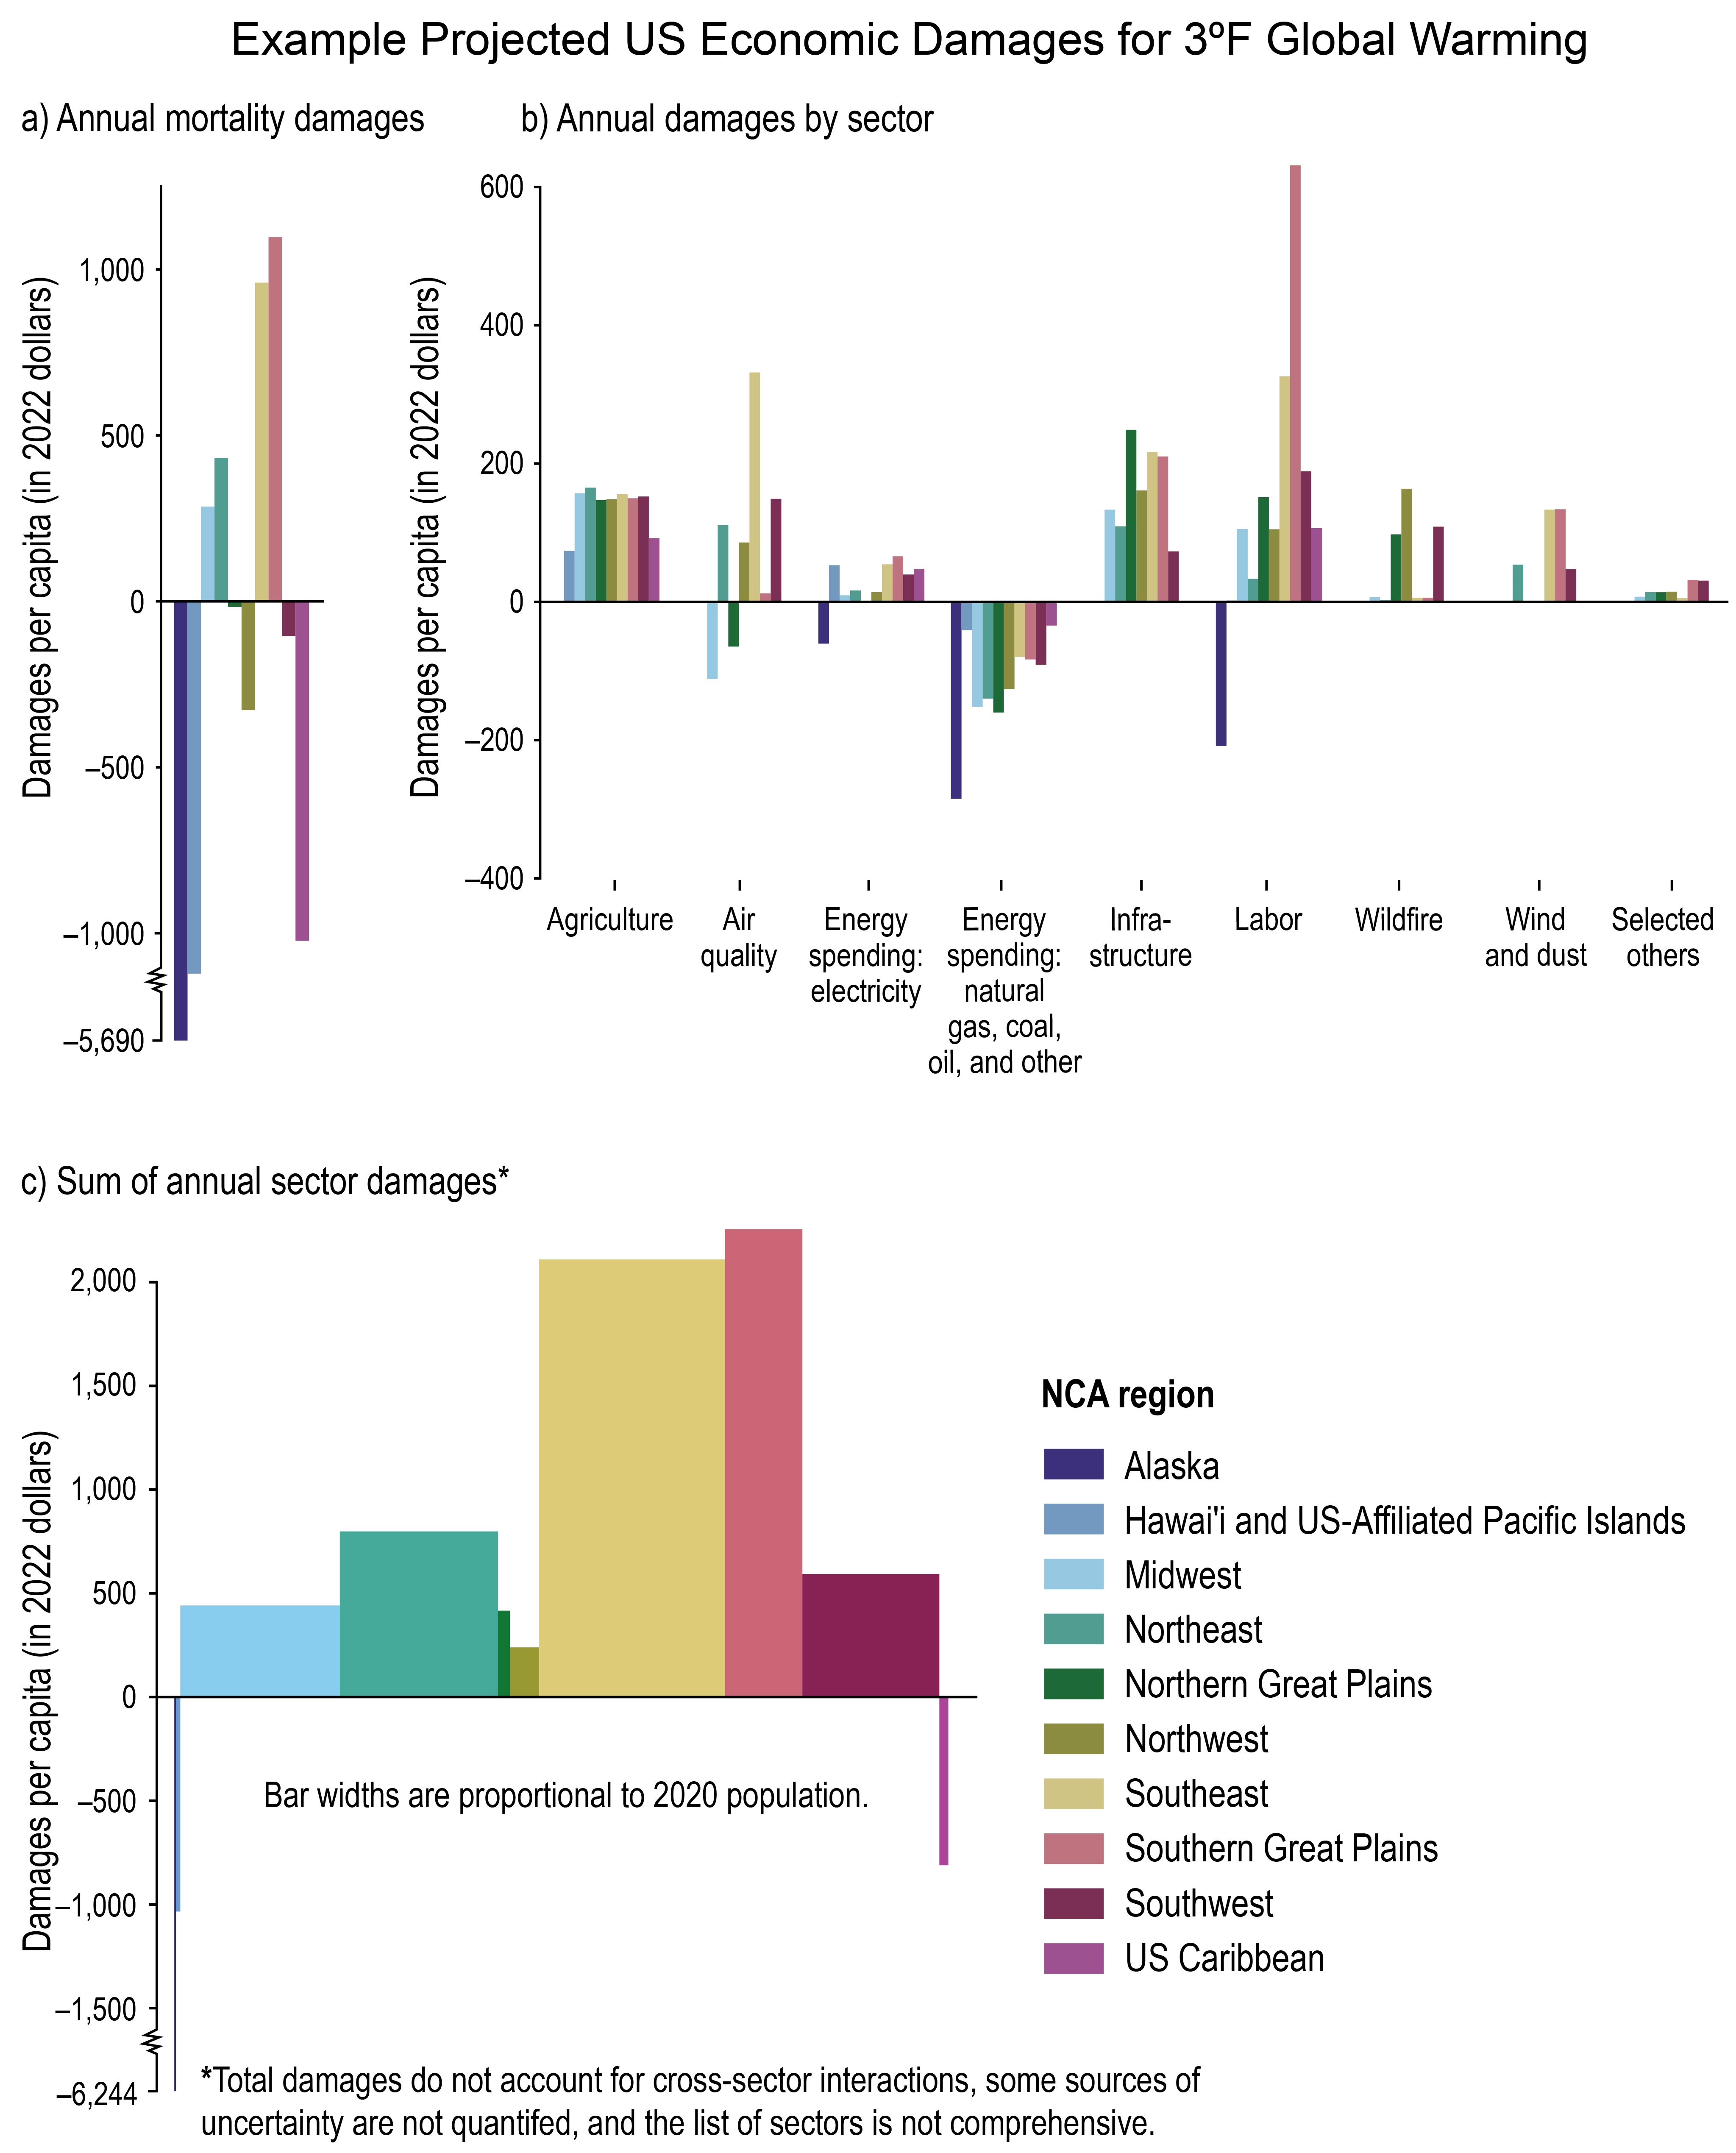 Example Projected US Economic Damages for 3ºF Global Warming
a) Annual mortality damages
Damages per capita (in 2022 dollars)
1,000
500
0
–500
–1,000
–5,690
b) Annual damages by sector
Damages per capita (in 2022 dollars)
600
400
200
0
–200
–400
Agriculture
Air
quality
Energy
spending:
electricity
Energy
spending:
natural
gas, coal,
oil, and other
Infra-
structure
Labor
Wildfire
Wind
and dust
Selected
others
c) Sum of annual sector damages*
Damages per capita (in 2022 dollars)
2,000
1,500
1,000
500
0
–500
–1,000
–1,500
–6,244
Bar widths are proportional to 2020 population.
NCA region
Alaska
Hawai'i and US-Affiliated Pacific Islands
Midwest
Northeast
Northern Great Plains
Northwest
Southeast
Southern Great Plains
Southwest
US Caribbean
*Total damages do not account for cross-sector interactions, some sources of
uncertainty are not quantifed, and the list of sectors is not comprehensive.